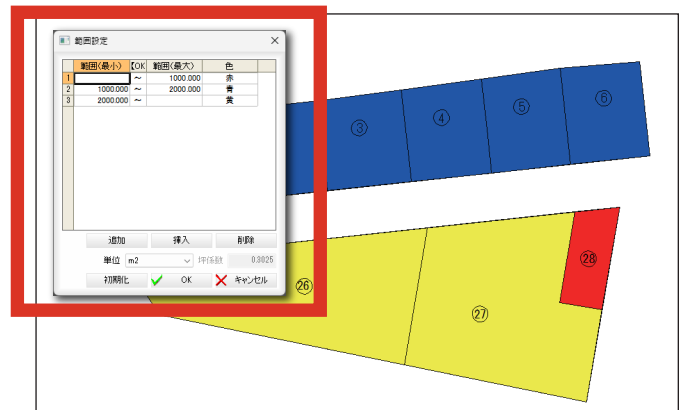 範囲設定
範囲(最小) 【OK 範囲(最大) 色
1 ～ 1000.000 赤
2 1000.000 ～ 2000.000 青
3 2000.000 ～ 黄
追加 挿入 削除
単位 m2 坪係数 0.3025
初期化 OK キャンセル
③ ④ ⑤ ⑥
㉖ ㉗ ㉘